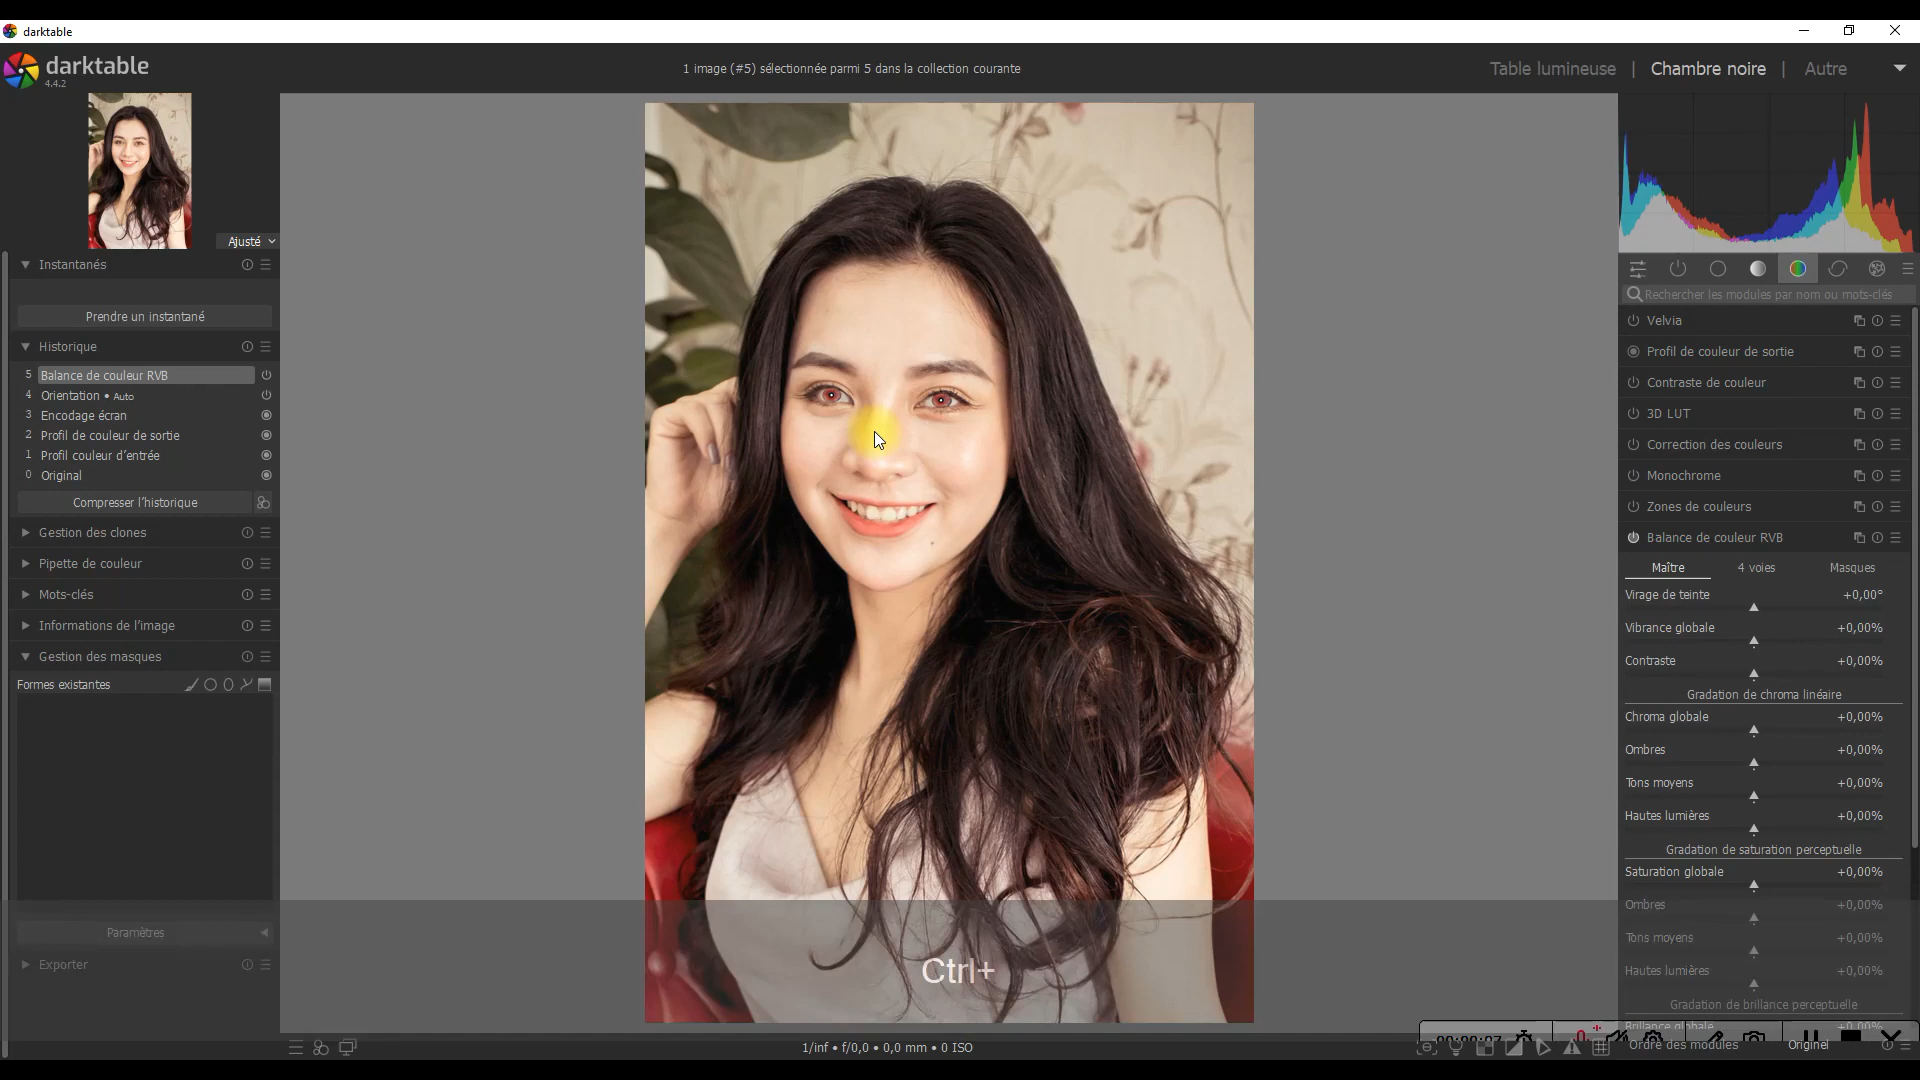 darktable
darktable
4.4.2
1 image (#5) sélectionnée parmi 5 dans la collection courante
Table lumineuse | Chambre noire | Autre
Ajusté
Instantanés
Prendre un instantané
Historique
5 Balance de couleur RVB
4 Orientation • Auto
3 Encodage écran
2 Profil de couleur de sortie
1 Profil couleur d'entrée
0 Original
Compresser l'historique
Gestion des clones
Pipette de couleur
Mots-clés
Informations de l'image
Gestion des masques
Formes existantes
Paramètres
Exporter
Ctrl+
1/inf • f/0,0 • 0,0 mm • 0 ISO
Rechercher les modules par nom ou mots-clés
Velvia
Profil de couleur de sortie
Contraste de couleur
3D LUT
Correction des couleurs
Monochrome
Zones de couleurs
Balance de couleur RVB
Maître 4 voies Masques
Virage de teinte +0,00°
Vibrance globale +0,00%
Contraste +0,00%
Gradation de chroma linéaire
Chroma globale +0,00%
Ombres +0,00%
Tons moyens +0,00%
Hautes lumières +0,00%
Gradation de saturation perceptuelle
Saturation globale +0,00%
Ombres +0,00%
Tons moyens +0,00%
Hautes lumières +0,00%
Gradation de brillance perceptuelle
Brillance globale +0,00%
Ordre des modules Originel